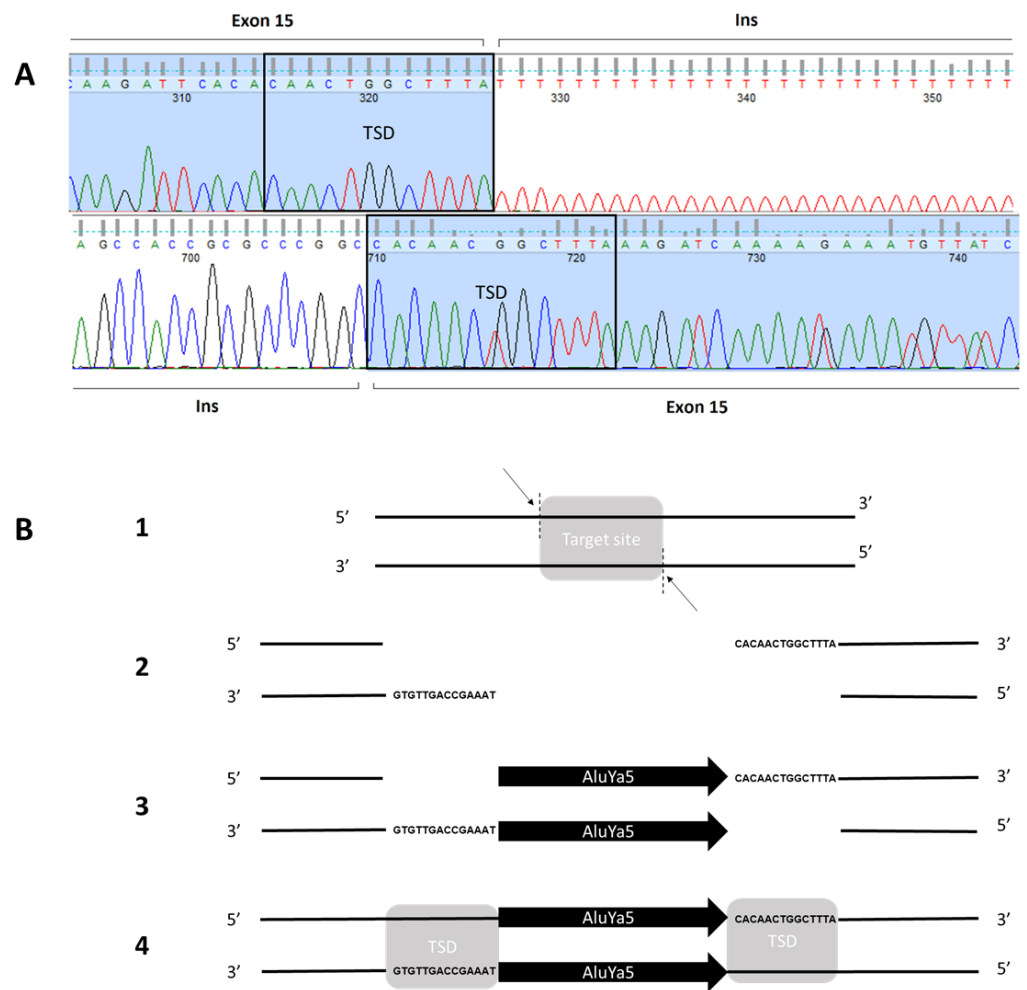 Exon 15 Ins
A
C A A G A T T C A C A C A A C T G G C T T T A T T T T T T T T T T T T T T T T T T T T T T T T T T T T
310 320 330 340 350
TSD
A G C C A C C G C G C C C G G C C A C A A C G G C T T T A A A G A T C A A A A G A A A T G T T A T C
700 710 720 730 740
TSD
Ins Exon 15
B
1
5’ 3’
Target site
3’ 5’
2
5’ CACAACTGGCTTTA 3’
3’ GTGTTGACCGAAAT 5’
3
5’ AluYa5 CACAACTGGCTTTA 3’
3’ GTGTTGACCGAAAT AluYa5 5’
4
5’ AluYa5 CACAACTGGCTTTA 3’
TSD TSD
3’ GTGTTGACCGAAAT AluYa5 5’